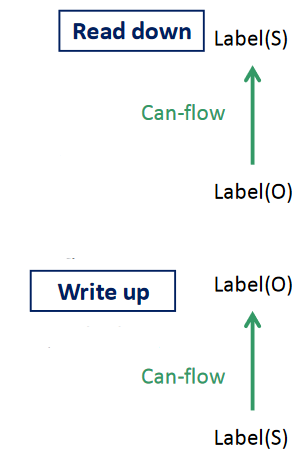 Read down
Label(S)
Can-flow
Label(O)
Write up
Label(O)
Can-flow
Label(S)